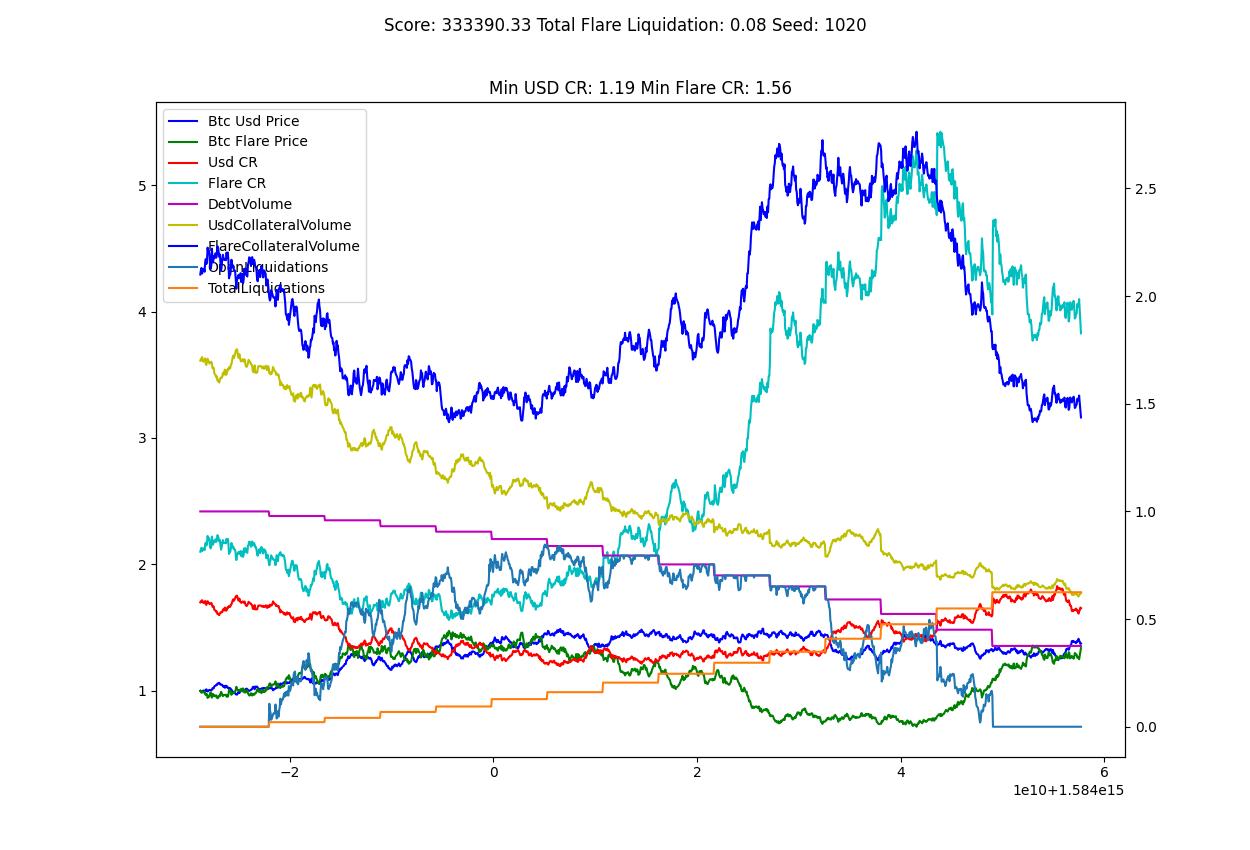 Score: 333390.33 Total Flare Liquidation: 0.08 Seed: 1020
Min USD CR: 1.19 Min Flare CR: 1.56
Btc Usd Price
Btc Flare Price
Usd CR
Flare CR
DebtVolume
UsdCollateralVolume
FlareCollateralVolume
OpenLiquidations
TotalLiquidations
5
4
3
2
1
2.5
2.0
1.5
1.0
0.5
0.0
−2
0
2
4
6
1e10+1.584e15